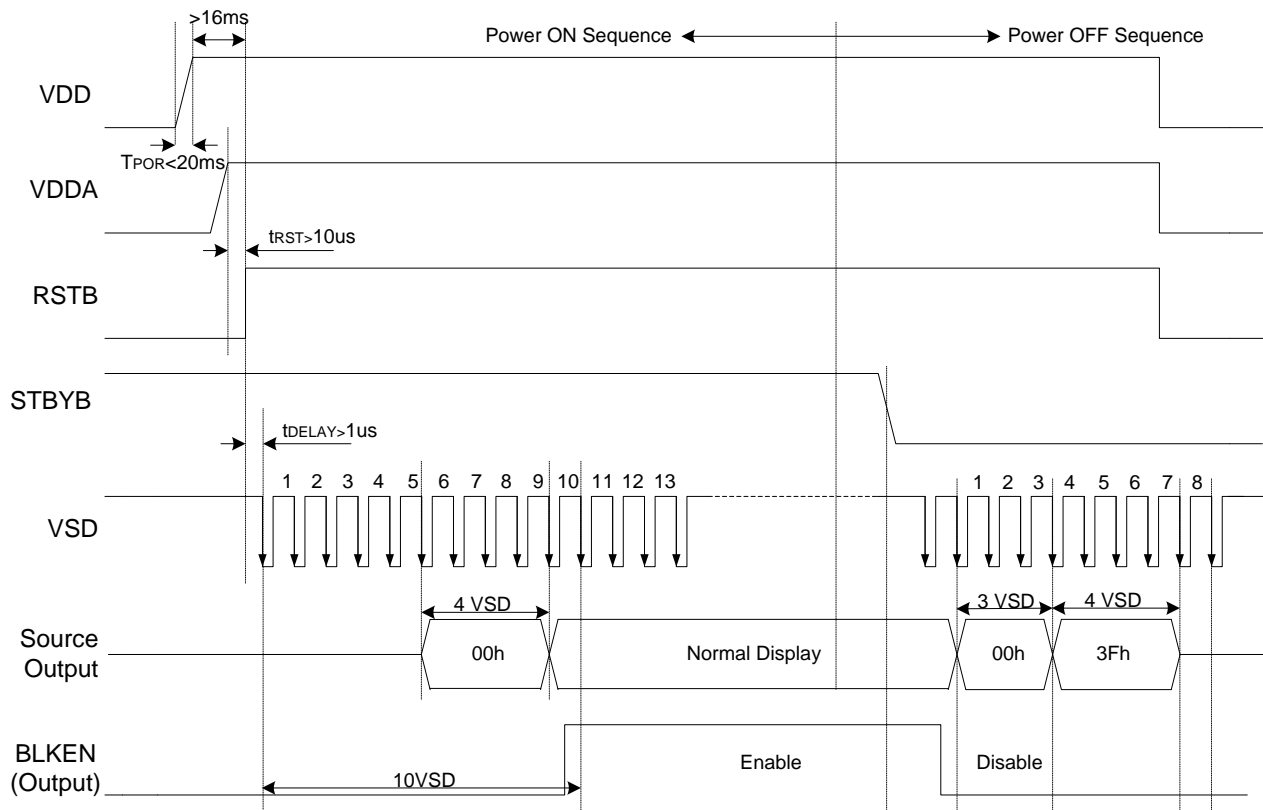 >16ms
Power ON Sequence
Power OFF Sequence
VDD
TPOR<20ms
VDDA
tRST>10us
RSTB
STBYB
tDELAY>1us
1 2 3 4 5 6 7 8 9 10 11 12 13
1 2 3 4 5 6 7 8
VSD
4 VSD
3 VSD
4 VSD
Source
Output
00h
Normal Display
00h
3Fh
BLKEN
(Output)
Enable
Disable
10VSD